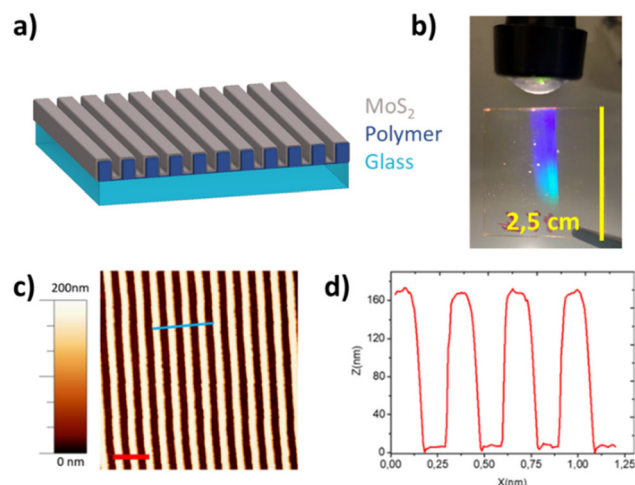 a)
MoS₂
Polymer
Glass
b)
2,5 cm
c)
200nm
0 nm
d)
Z(nm)
160
120
80
40
0
0,00 0,25 0,50 0,75 1,00 1,25
X(nm)